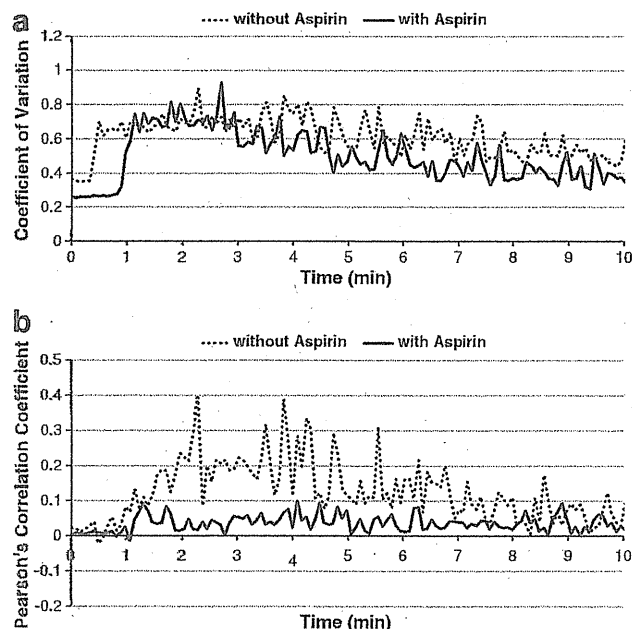 a
without Aspirin with Aspirin
Coefficient of Variation
1.2
1
0.8
0.6
0.4
0.2
0
0 1 2 3 4 5 6 7 8 9 10
Time (min)
b
without Aspirin with Aspirin
Pearson's Correlation Coefficient
0.5
0.4
0.3
0.2
0.1
0
0 1 2 3 4 5 6 7 8 9 10
-0.1
-0.2
Time (min)